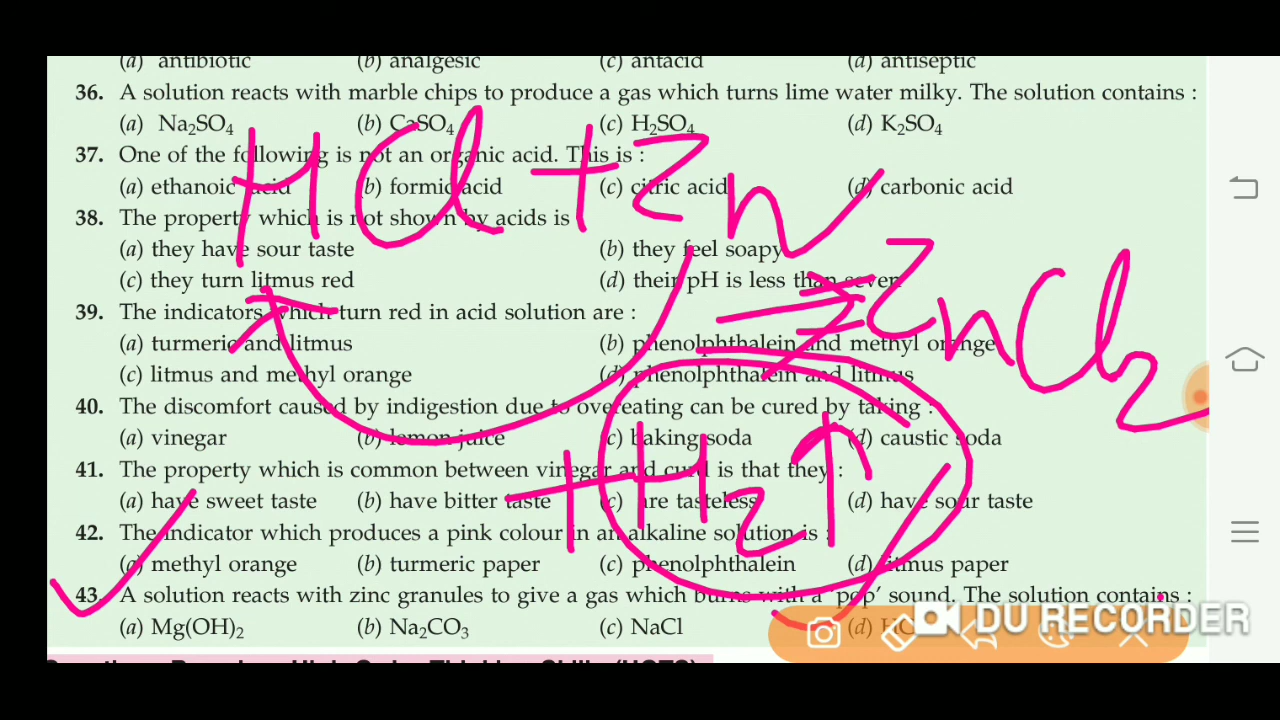 (a) antibiotic (b) analgesic (c) antacid (d) antiseptic
36. A solution reacts with marble chips to produce a gas which turns lime water milky. The solution contains :
(a) Na₂SO₄ (b) CaSO₄ (c) H₂SO₄ (d) K₂SO₄
37. One of the following is not an organic acid. This is :
(a) ethanoic acid (b) formic acid (c) citric acid (d) carbonic acid
38. The property which is not shown by acids is :
(a) they have sour taste (b) they feel soapy
(c) they turn litmus red (d) their pH is less than seven
39. The indicators which turn red in acid solution are :
(a) turmeric and litmus (b) phenolphthalein and methyl orange
(c) litmus and methyl orange (d) phenolphthalein and litmus
40. The discomfort caused by indigestion due to overeating can be cured by taking :
(a) vinegar (b) lemon juice (c) baking soda (d) caustic soda
41. The property which is common between vinegar and curd is that they :
(a) have sweet taste (b) have bitter taste (c) are tasteless (d) have sour taste
42. The indicator which produces a pink colour in an alkaline solution is :
(a) methyl orange (b) turmeric paper (c) phenolphthalein (d) litmus paper
43. A solution reacts with zinc granules to give a gas which burns with a 'pop' sound. The solution contains :
(a) Mg(OH)₂ (b) Na₂CO₃ (c) NaCl (d) HC
HCl + Zn → ZnCl₂
+ H₂↑
DU RECORDER